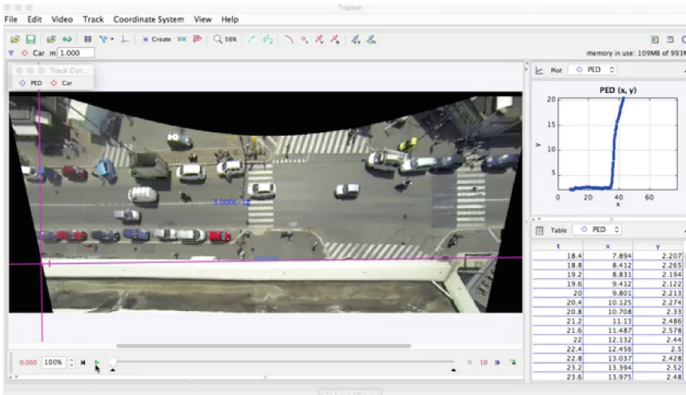 Tracker
File Edit Video Track Coordinate System View Help
Create 56%
Car m 1.000
memory in use: 109MB of 993M
Track Con...
PED Car
Plot PED
PED (x, y)
20
15
y
10
5
0 20 40 60
x
Table PED
t x y
18.4 7.894 2.207
18.8 8.412 2.265
19.2 8.831 2.194
19.6 9.412 2.122
20 9.801 2.213
20.4 10.125 2.274
20.8 10.708 2.33
21.2 11.13 2.486
21.6 11.487 2.578
22 12.132 2.44
22.4 12.456 2.5
22.8 13.037 2.428
23.2 13.394 2.52
23.6 13.975 2.48
0.000 100% 10